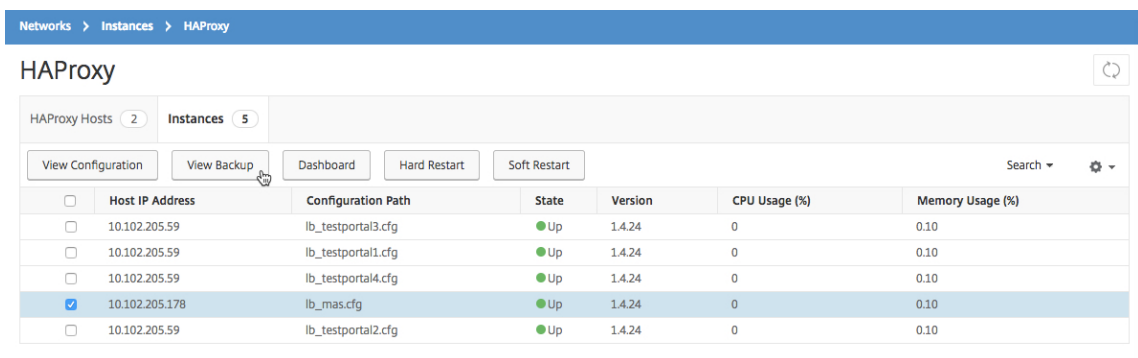 Networks > Instances > HAProxy
HAProxy
HAProxy Hosts 2 Instances 5
View Configuration View Backup Dashboard Hard Restart Soft Restart Search
Host IP Address Configuration Path State Version CPU Usage (%) Memory Usage (%)
10.102.205.59 lb_testportal3.cfg Up 1.4.24 0 0.10
10.102.205.59 lb_testportal1.cfg Up 1.4.24 0 0.10
10.102.205.59 lb_testportal4.cfg Up 1.4.24 0 0.10
10.102.205.178 lb_mas.cfg Up 1.4.24 0 0.10
10.102.205.59 lb_testportal2.cfg Up 1.4.24 0 0.10